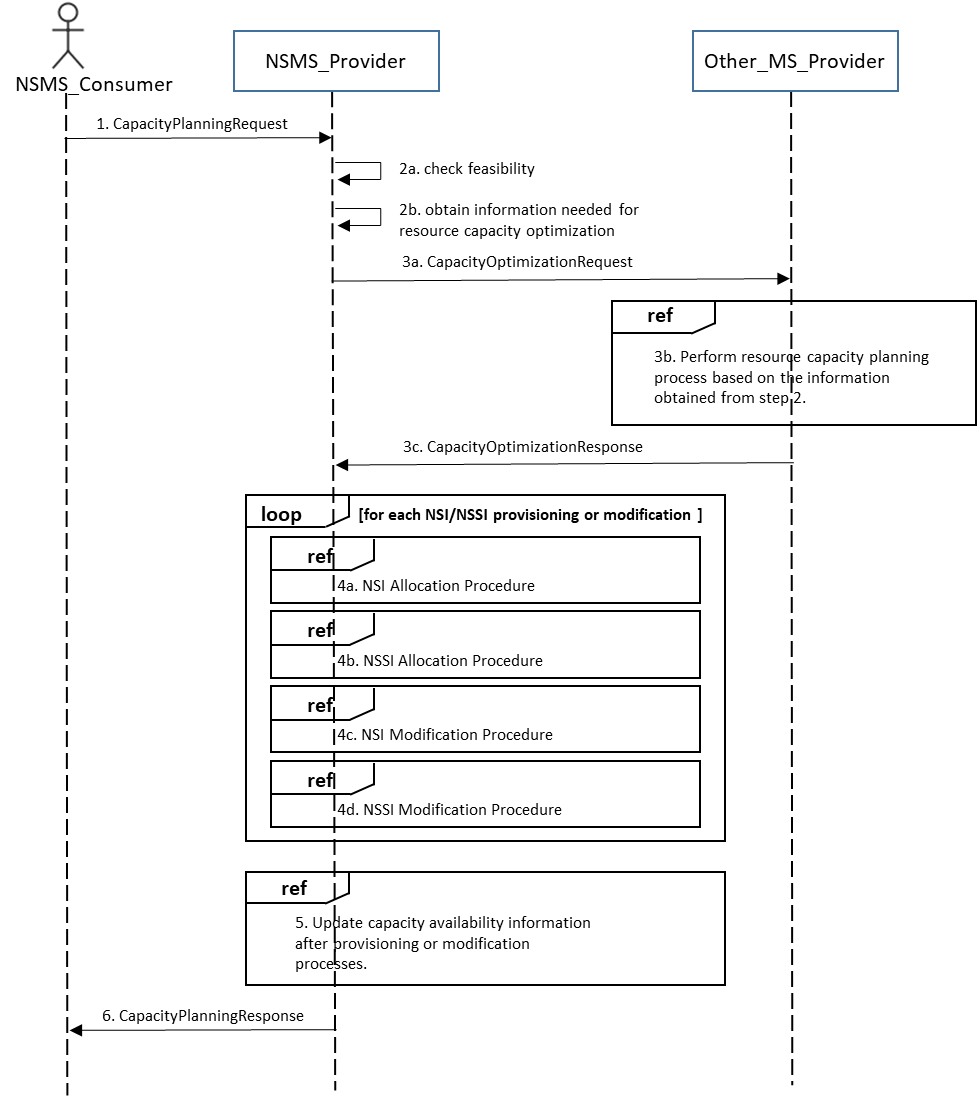 NSMS_Consumer
NSMS_Provider
Other_MS_Provider
1. CapacityPlanningRequest
2a. check feasibility
2b. obtain information needed for
resource capacity optimization
3a. CapacityOptimizationRequest
ref
3b. Perform resource capacity planning
process based on the information
obtained from step 2.
3c. CapacityOptimizationResponse
loop
[for each NSI/NSSI provisioning or modification ]
ref
4a. NSI Allocation Procedure
ref
4b. NSSI Allocation Procedure
ref
4c. NSI Modification Procedure
ref
4d. NSSI Modification Procedure
ref
5. Update capacity availability information
after provisioning or modification
processes.
6. CapacityPlanningResponse